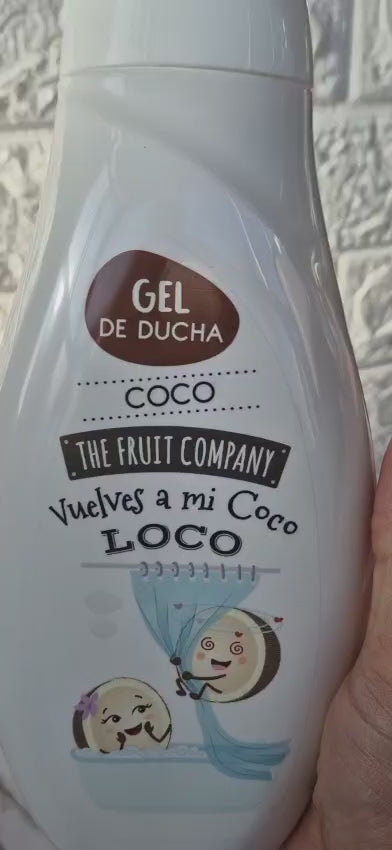 GEL
DE DUCHA
COCO
THE FRUIT COMPANY
Vuelves a mi Coco
LOCO